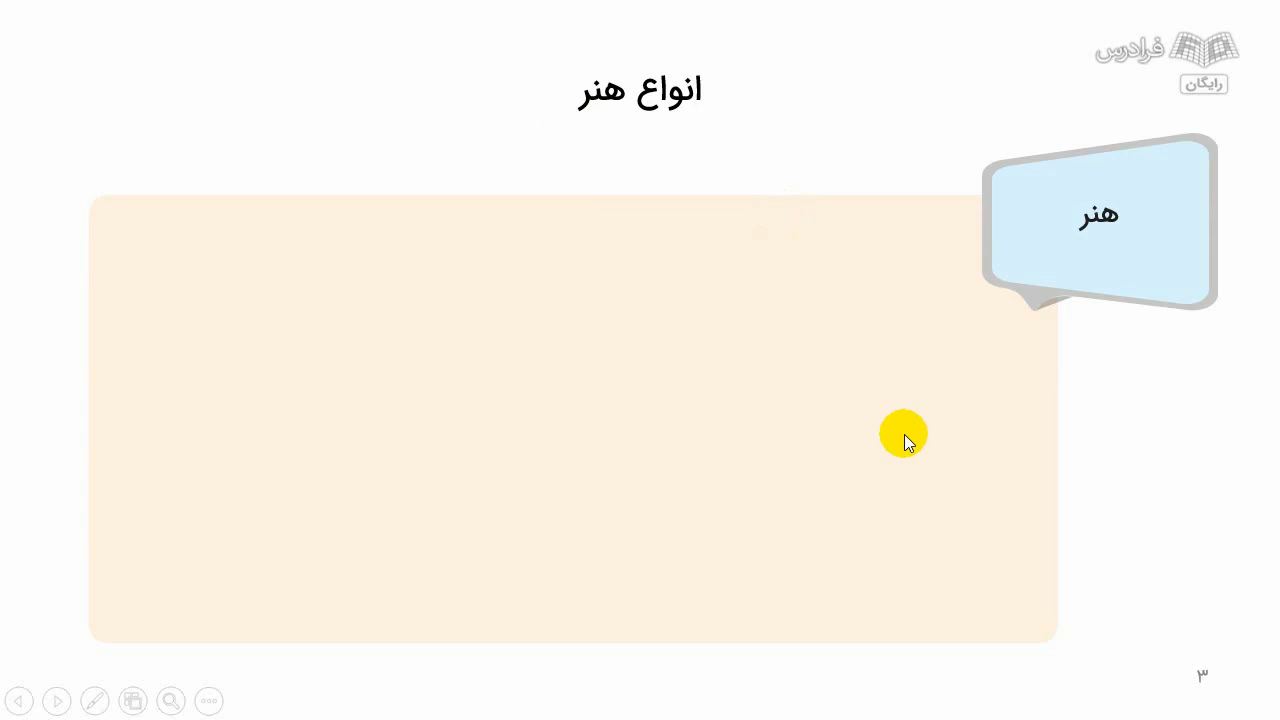 فرادرس
رایگان
انواع هنر
هنر
۳